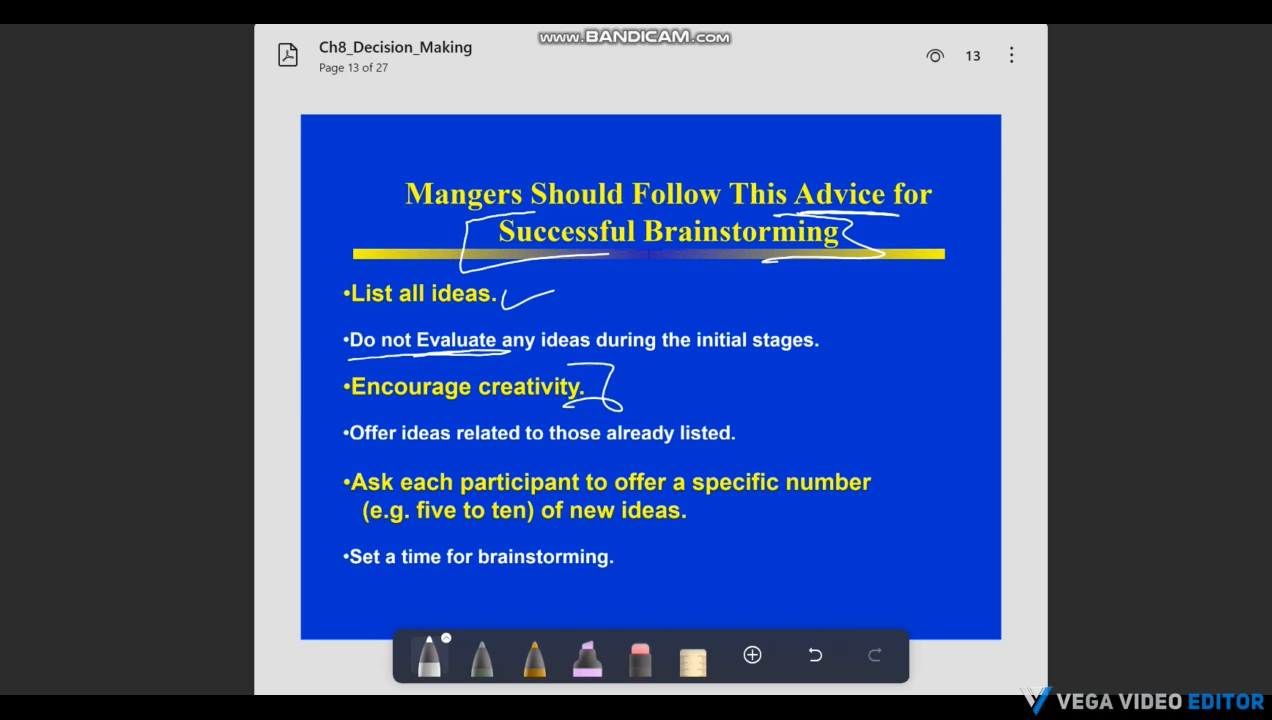 www.BANDICAM.com
Ch8_Decision_Making
Page 13 of 27
13
Mangers Should Follow This Advice for
Successful Brainstorming
•List all ideas.
•Do not Evaluate any ideas during the initial stages.
•Encourage creativity.
•Offer ideas related to those already listed.
•Ask each participant to offer a specific number
(e.g. five to ten) of new ideas.
•Set a time for brainstorming.
VEGA VIDEO EDITOR